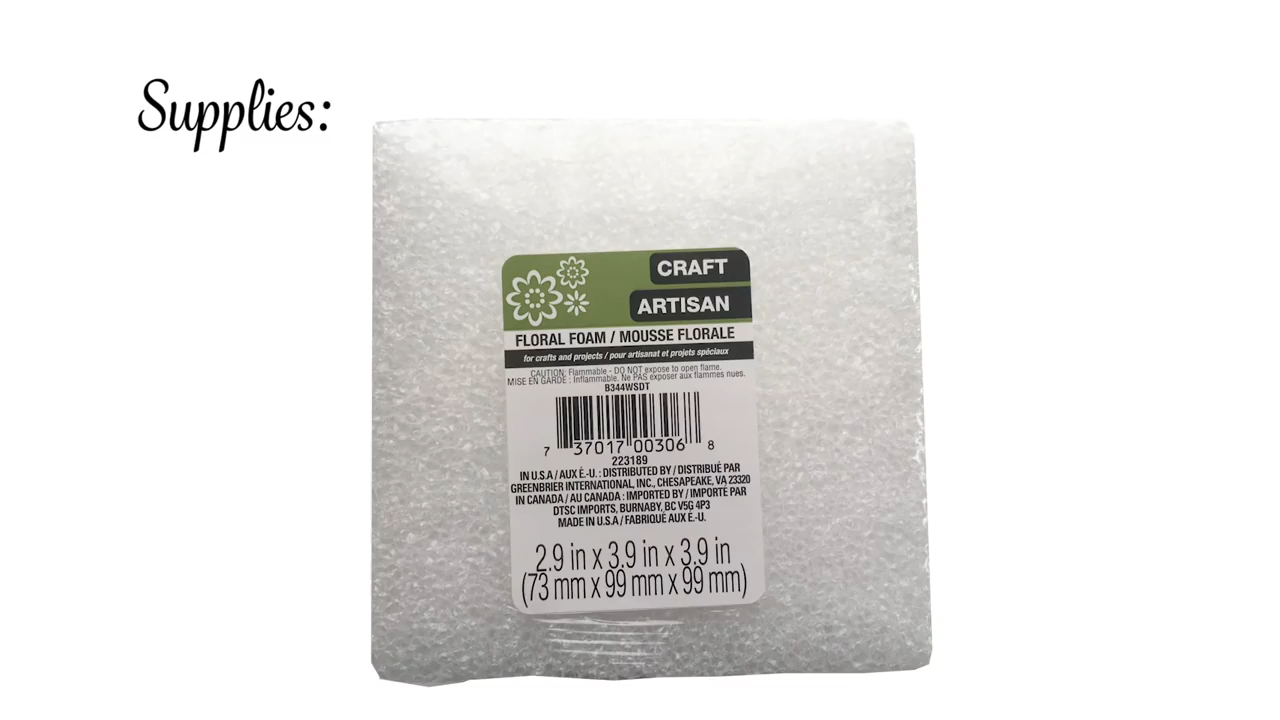 Supplies:
CRAFT
ARTISAN
FLORAL FOAM / MOUSSE FLORALE
for crafts and projects / pour artisanat et projets spéciaux
CAUTION: Flammable - DO NOT expose to open flame.
MISE EN GARDE : Inflammable. Ne PAS exposer aux flammes nues.
B344WSDT
7 37017 00306 8
223189
IN U.S.A / AUX É.-U. : DISTRIBUTED BY / DISTRIBUÉ PAR
GREENBRIER INTERNATIONAL, INC., CHESAPEAKE, VA 23320
IN CANADA / AU CANADA : IMPORTED BY / IMPORTÉ PAR
DTSC IMPORTS, BURNABY, BC V5G 4P3
MADE IN U.S.A / FABRIQUÉ AUX É.-U.
2.9 in x 3.9 in x 3.9 in
(73 mm x 99 mm x 99 mm)